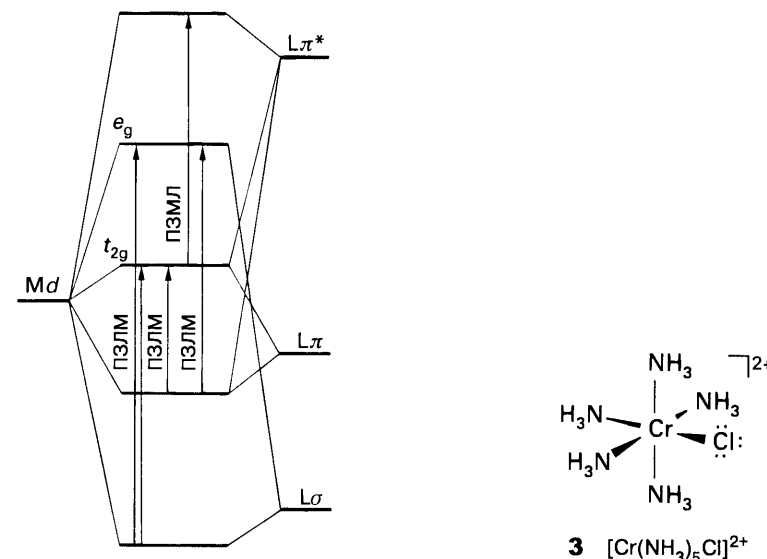 Lπ*
e_g
ПЗМЛ
t_2g
Md
ПЗЛМ
ПЗЛМ
ПЗЛМ
Lπ
Lσ
NH₃
⌝²⁺
H₃N
NH₃
Cr
:C̈l:
H₃N
NH₃
3 [Cr(NH₃)₅Cl]²⁺